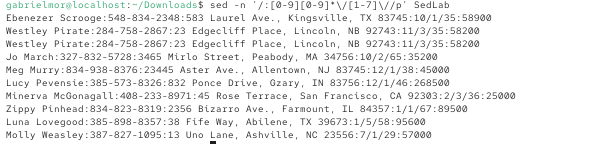 gabrielmor@localhost:~/Downloads$ sed -n '/:[0-9][0-9]*\/[1-7]\//p' SedLab
Ebenezer Scrooge:548-834-2348:583 Laurel Ave., Kingsville, TX 83745:10/1/35:58900
Westley Pirate:284-758-2867:23 Edgecliff Place, Lincoln, NB 92743:11/3/35:58200
Westley Pirate:284-758-2867:23 Edgecliff Place, Lincoln, NB 92743:11/3/35:58200
Jo March:327-832-5728:3465 Mirlo Street, Peabody, MA 34756:10/2/65:35200
Meg Murry:834-938-8376:23445 Aster Ave., Allentown, NJ 83745:12/1/38:45000
Lucy Pevensie:385-573-8326:832 Ponce Drive, Gzary, IN 83756:12/1/46:268500
Minerva McGonagall:408-233-8971:45 Rose Terrace, San Francisco, CA 92303:2/3/36:25000
Zippy Pinhead:834-823-8319:2356 Bizarro Ave., Farmount, IL 84357:1/1/67:89500
Luna Lovegood:385-898-8357:38 Fife Way, Abilene, TX 39673:1/5/58:95600
Molly Weasley:387-827-1095:13 Uno Lane, Ashville, NC 23556:7/1/29:57000